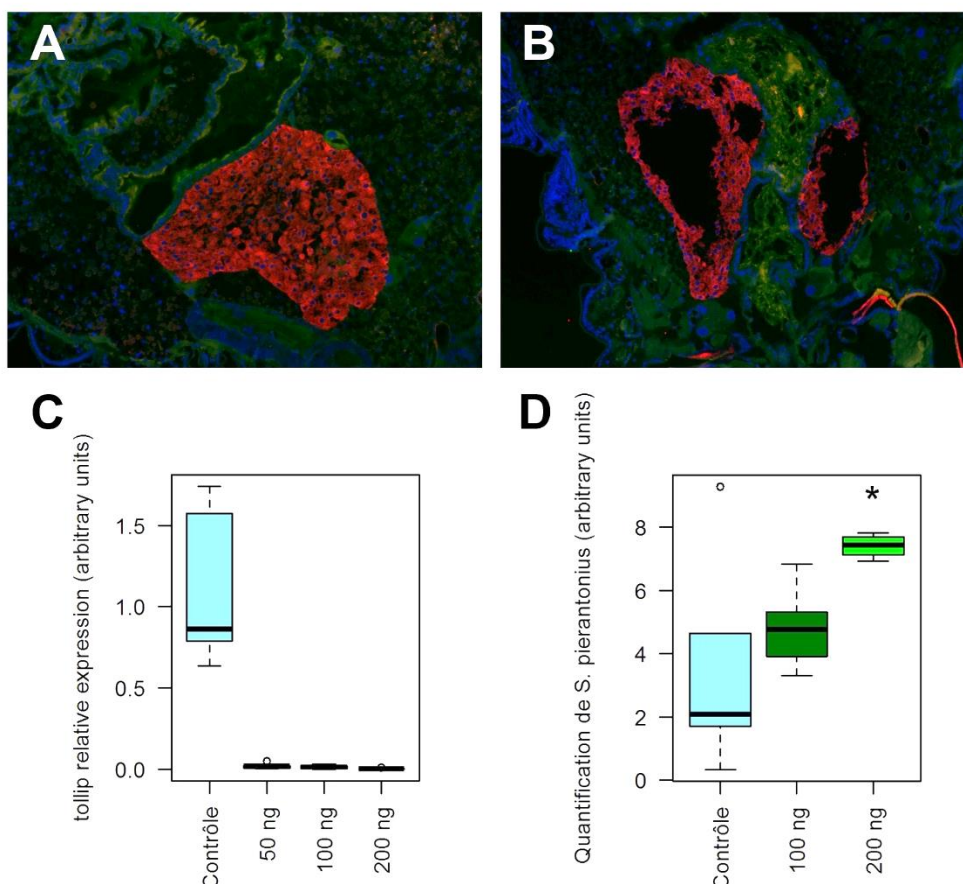 A
B
C
tollip relative expression (arbitrary units)
1.5
1.0
0.5
0.0
Contrôle
50 ng
100 ng
200 ng
D
Quantification de S. pierantonius (arbitrary units)
8
6
4
2
0
*
Contrôle
100 ng
200 ng